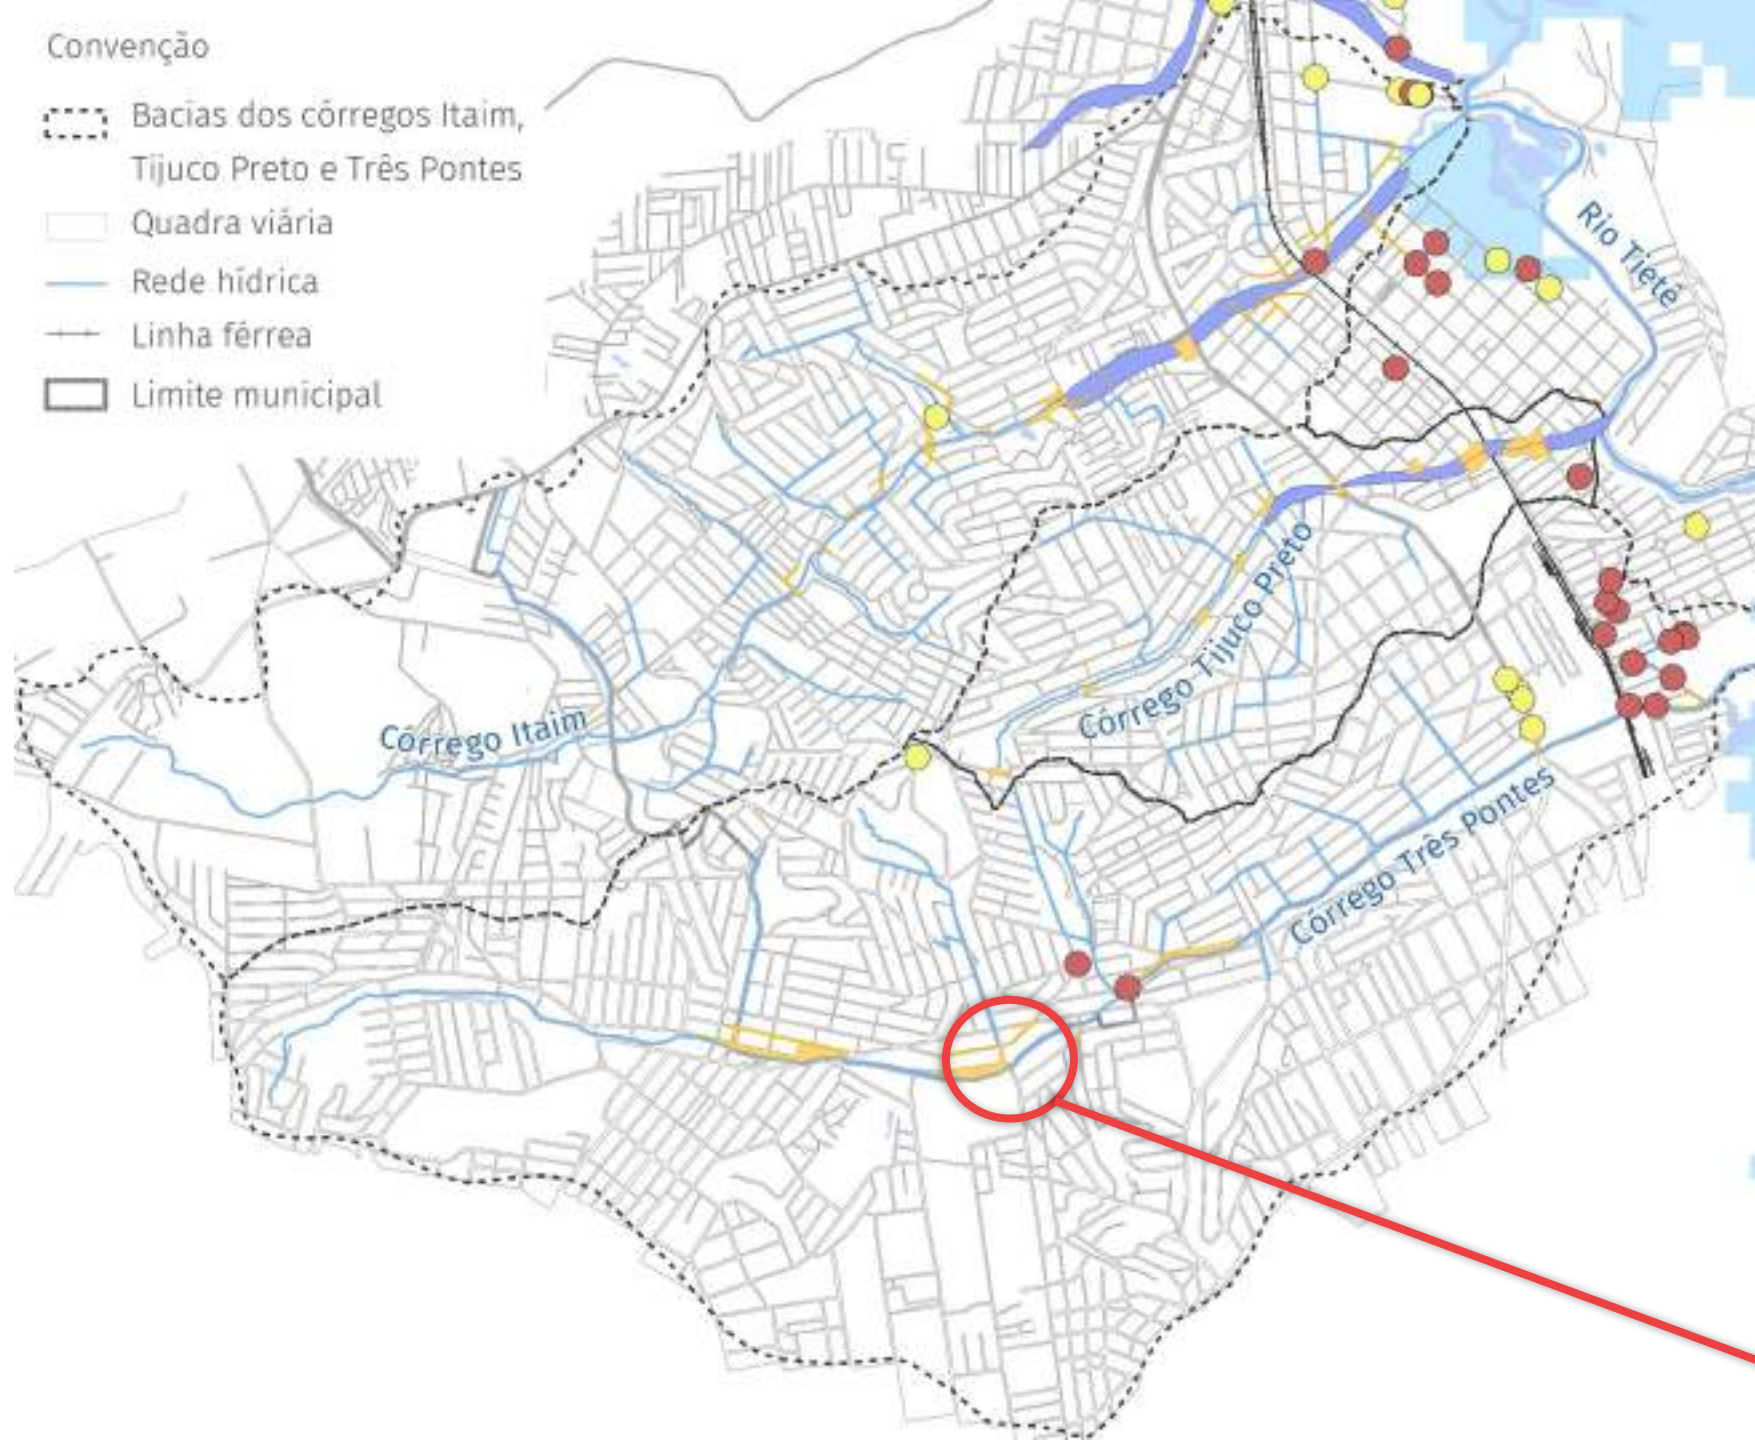 Convenção
Bacias dos córregos Itaim,
Tijuco Preto e Três Pontes
Quadra viária
Rede hídrica
Linha férrea
Limite municipal
Rio Tietê
Córrego Tijuco Preto
Córrego Itaim
Córrego Três Pontes